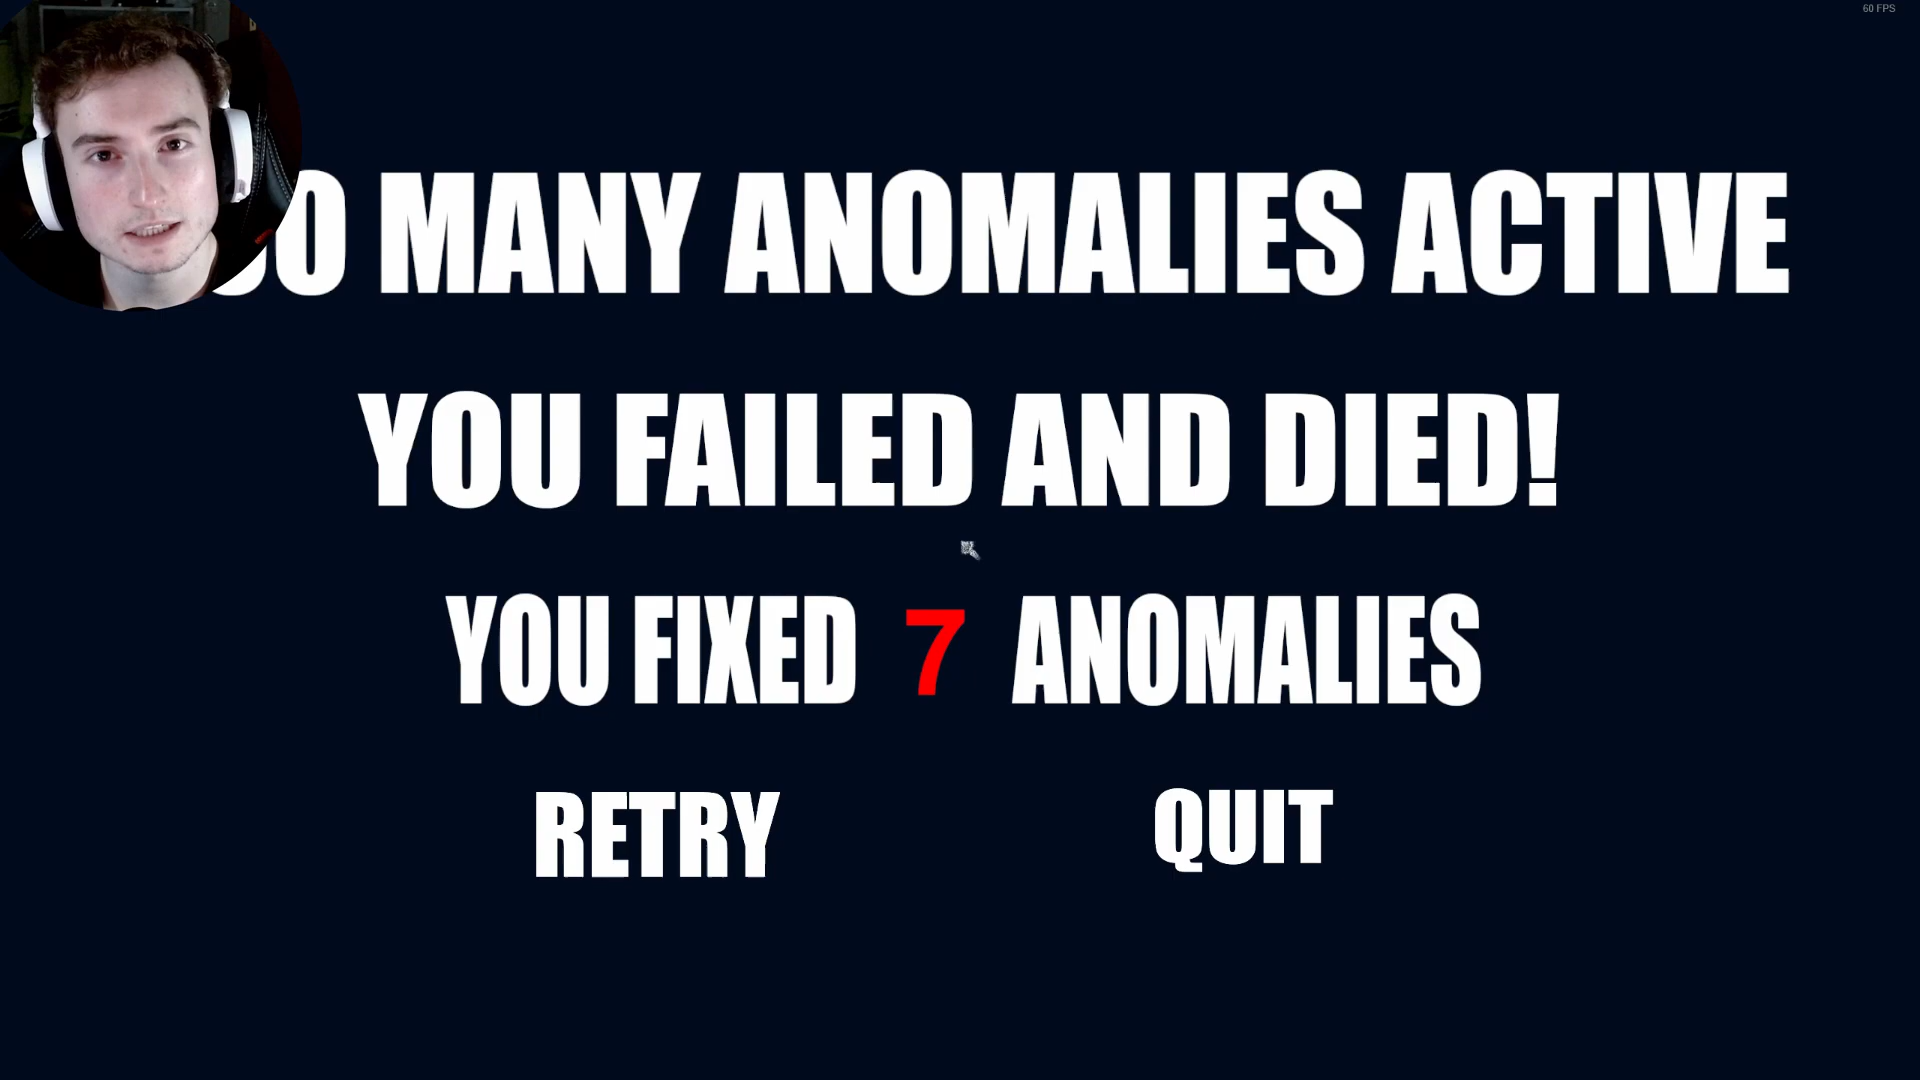 60 FPS
MANY ANOMALIES ACTIVE
YOU FAILED AND DIED!
YOU FIXED 7 ANOMALIES
RETRY QUIT